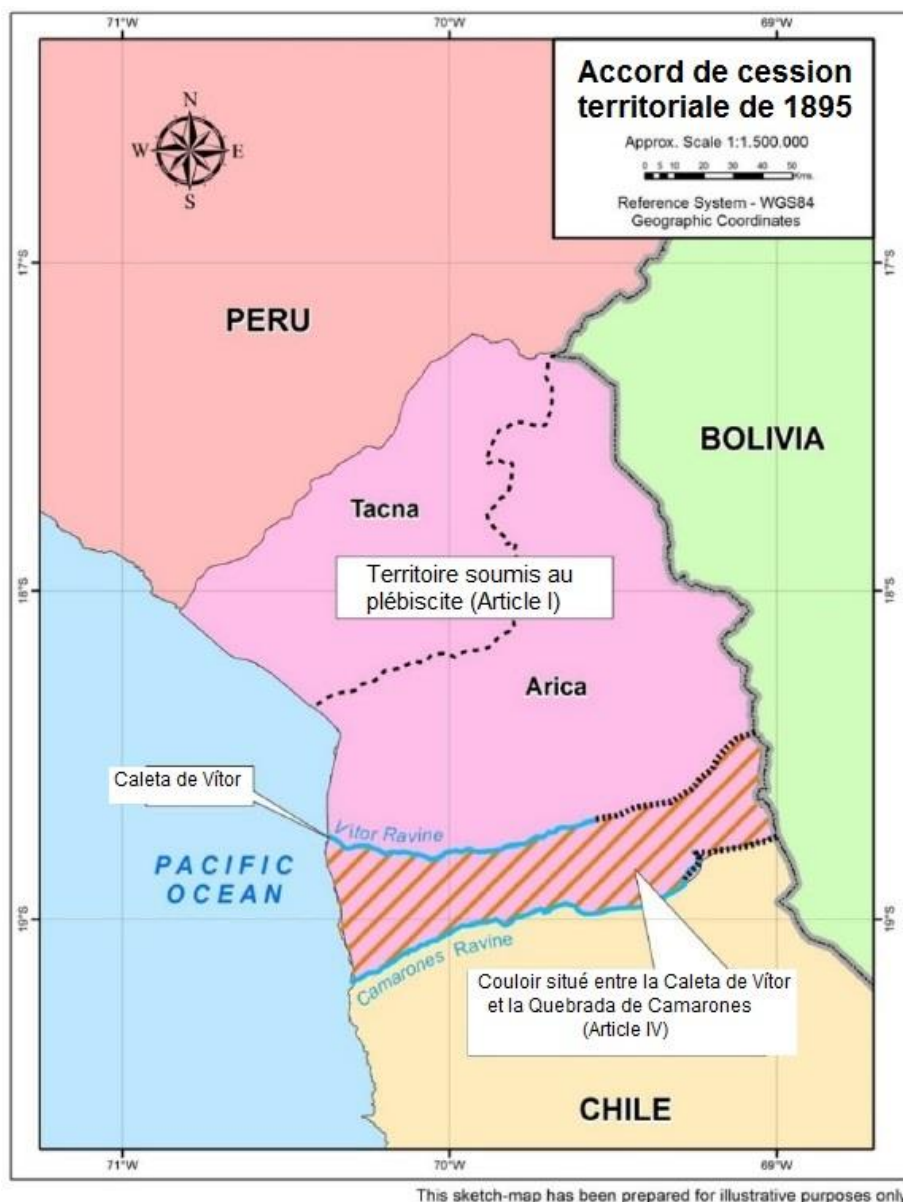 71°W 70°W 69°W
Accord de cession
territoriale de 1895
Approx. Scale 1:1.500.000
0 5 10 20 30 40 50
Kms.
Reference System - WGS84
Geographic Coordinates
N
W E
S
17°S 17°S
PERU
BOLIVIA
Tacna
Territoire soumis au
plébiscite (Article I)
18°S 18°S
Arica
Caleta de Vítor
Vitor Ravine
PACIFIC
OCEAN
19°S 19°S
Camarones Ravine
Couloir situé entre la Caleta de Vítor
et la Quebrada de Camarones
(Article IV)
CHILE
71°W 70°W 69°W
This sketch-map has been prepared for illustrative purposes only